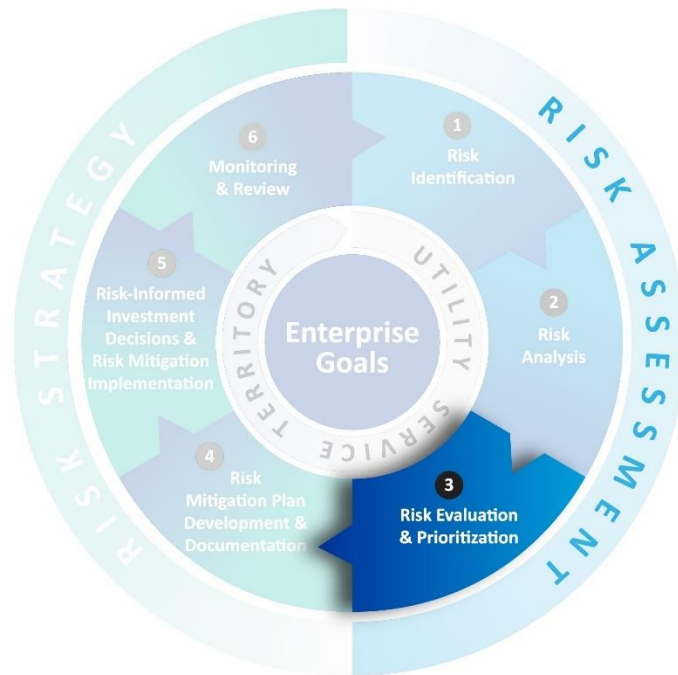 RISK STRATEGY
RISK ASSESSMENT
6
Monitoring
& Review
1
Risk
Identification
5
Risk-Informed
Investment
Decisions &
Risk Mitigation
Implementation
2
Risk
Analysis
UTILITY SERVICE TERRITORY
Enterprise
Goals
4
Risk
Mitigation Plan
Development &
Documentation
3
Risk Evaluation
& Prioritization